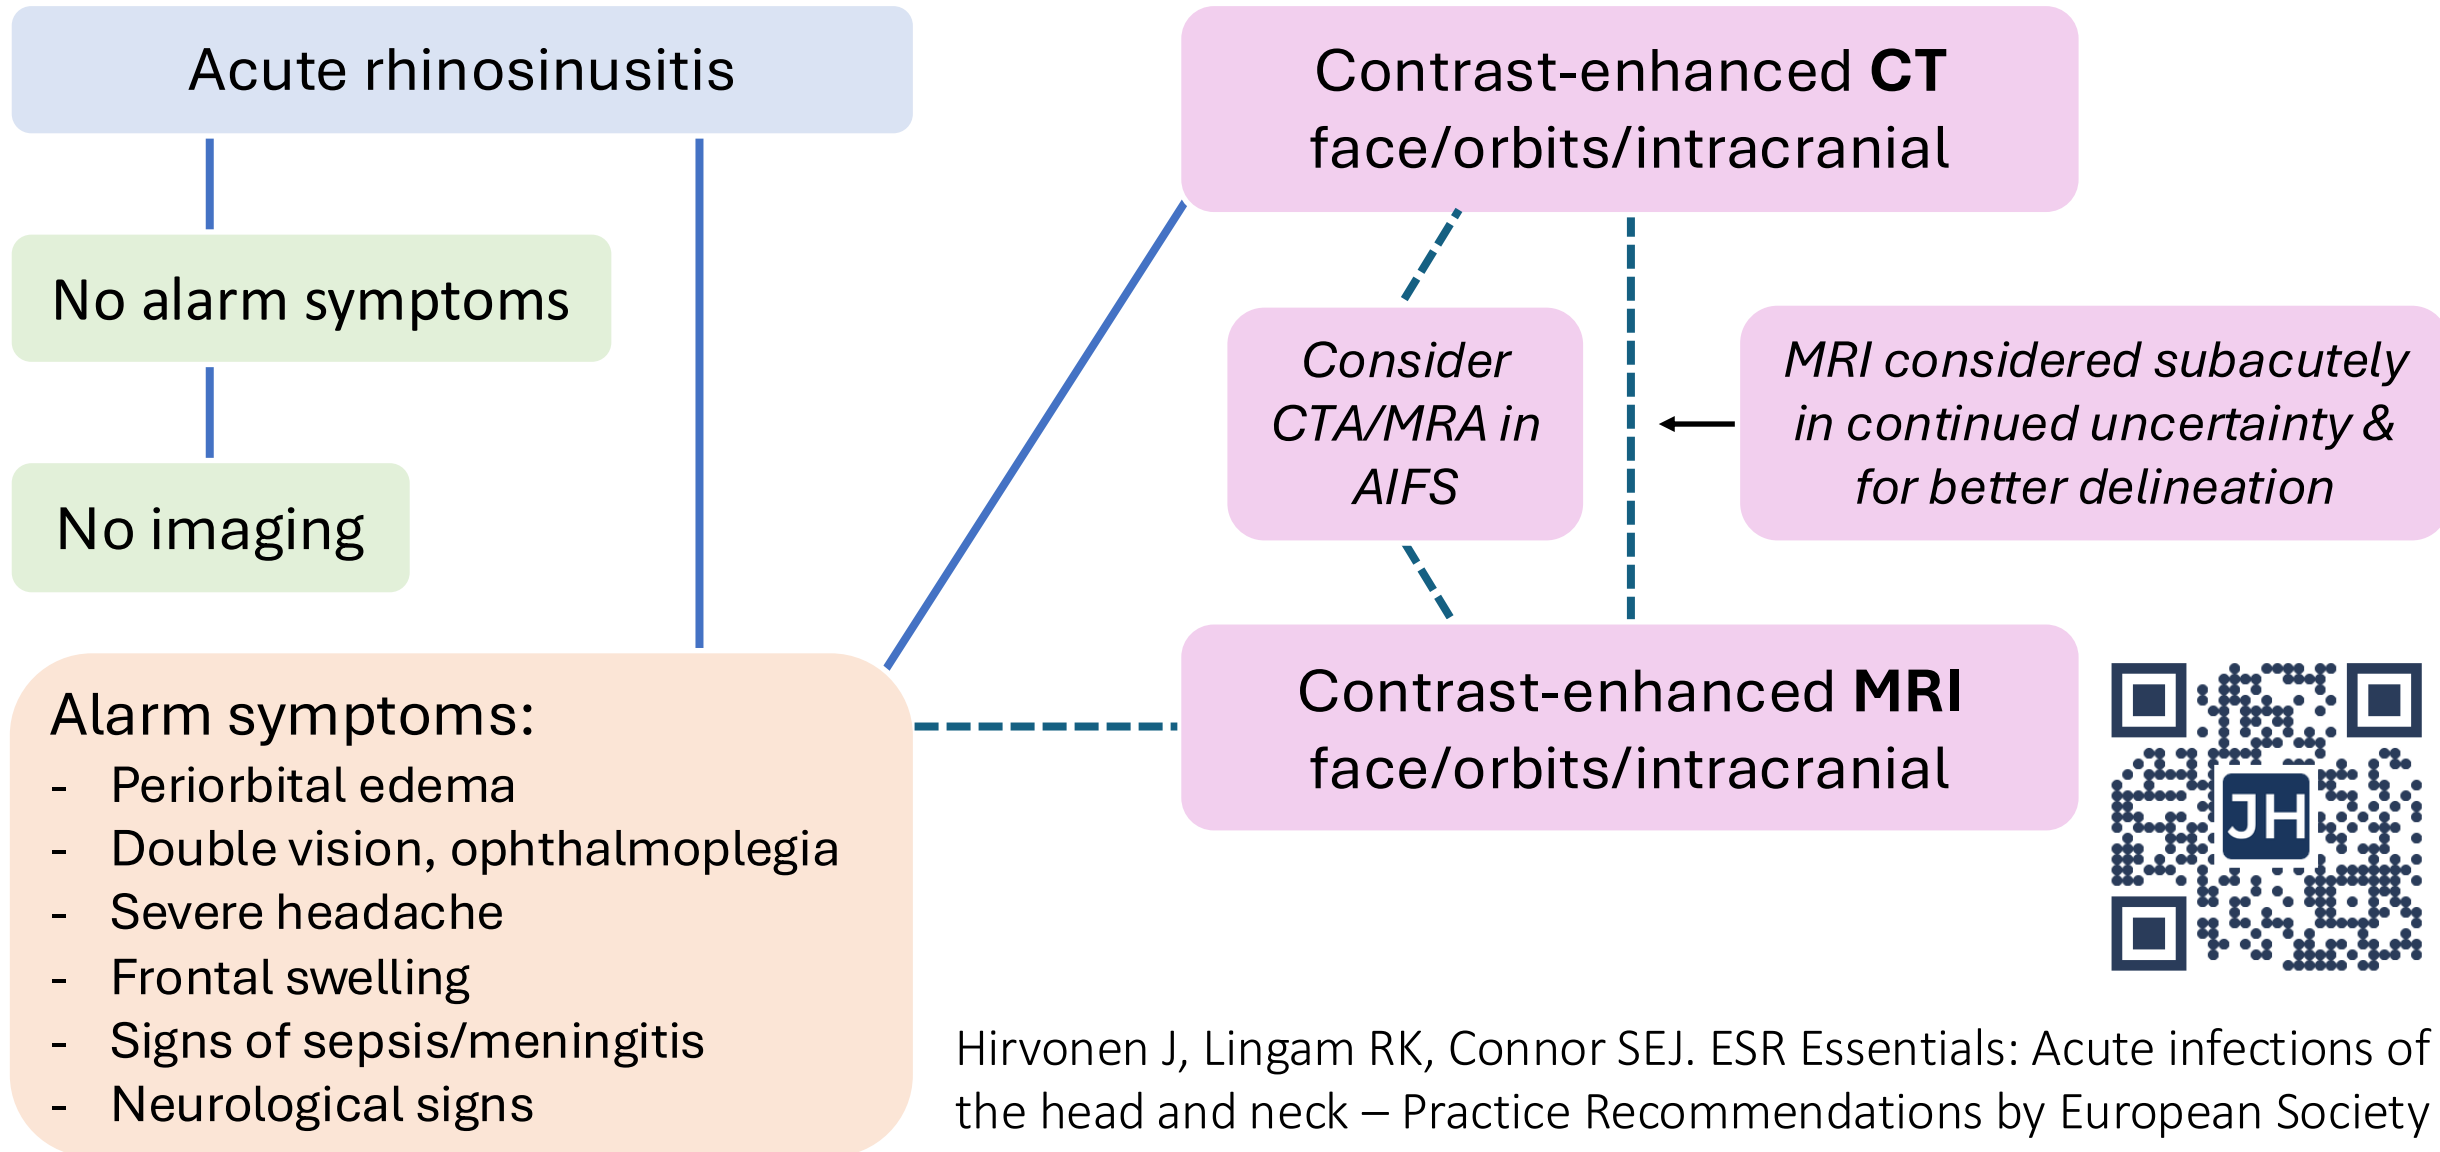 Acute rhinosinusitis
No alarm symptoms
No imaging
Alarm symptoms:
- Periorbital edema
- Double vision, ophthalmoplegia
- Severe headache
- Frontal swelling
- Signs of sepsis/meningitis
- Neurological signs
Contrast-enhanced CT
face/orbits/intracranial
Consider
CTA/MRA in
AIFS
MRI considered subacutely
in continued uncertainty &
for better delineation
Contrast-enhanced MRI
face/orbits/intracranial
JH
Hirvonen J, Lingam RK, Connor SEJ. ESR Essentials: Acute infections of
the head and neck – Practice Recommendations by European Society